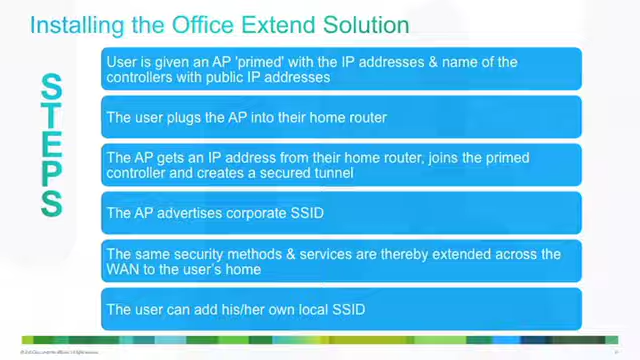 Installing the Office Extend Solution
STEPS
User is given an AP 'primed' with the IP addresses & name of the
controllers with public IP addresses
The user plugs the AP into their home router
The AP gets an IP address from their home router, joins the primed
controller and creates a secured tunnel
The AP advertises corporate SSID
The same security methods & services are thereby extended across the
WAN to the user's home
The user can add his/her own local SSID